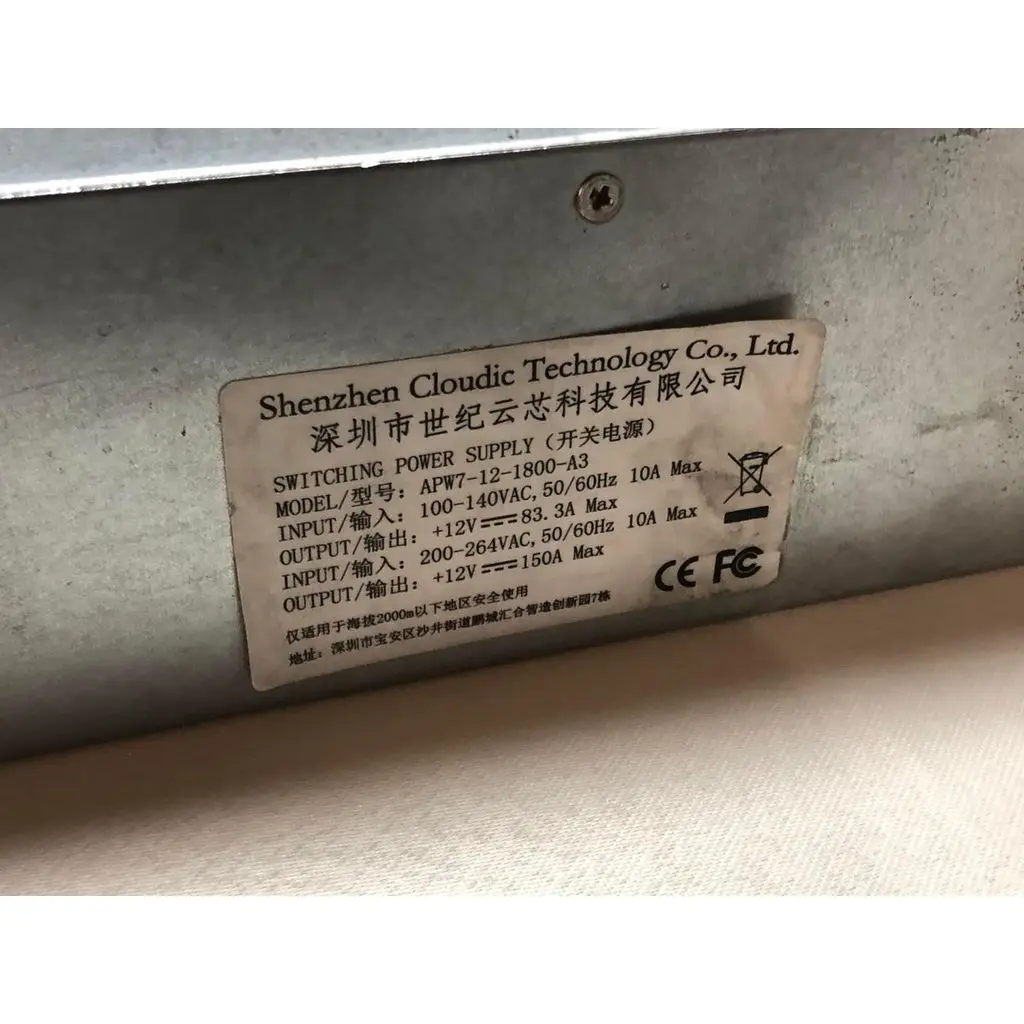 Shenzhen Cloudic Technology Co., Ltd.
深圳市世纪云芯科技有限公司
SWITCHING POWER SUPPLY (开关电源)
MODEL/型号: APW7-12-1800-A3
INPUT/输入: 100-140VAC,50/60Hz 10A Max
OUTPUT/输出: +12V⎓83.3A Max
INPUT/输入: 200-264VAC,50/60Hz 10A Max
OUTPUT/输出: +12V⎓150A Max
仅适用于海拔2000m以下地区安全使用
地址: 深圳市宝安区沙井街道鹏城汇合智造创新园7栋
CE FC